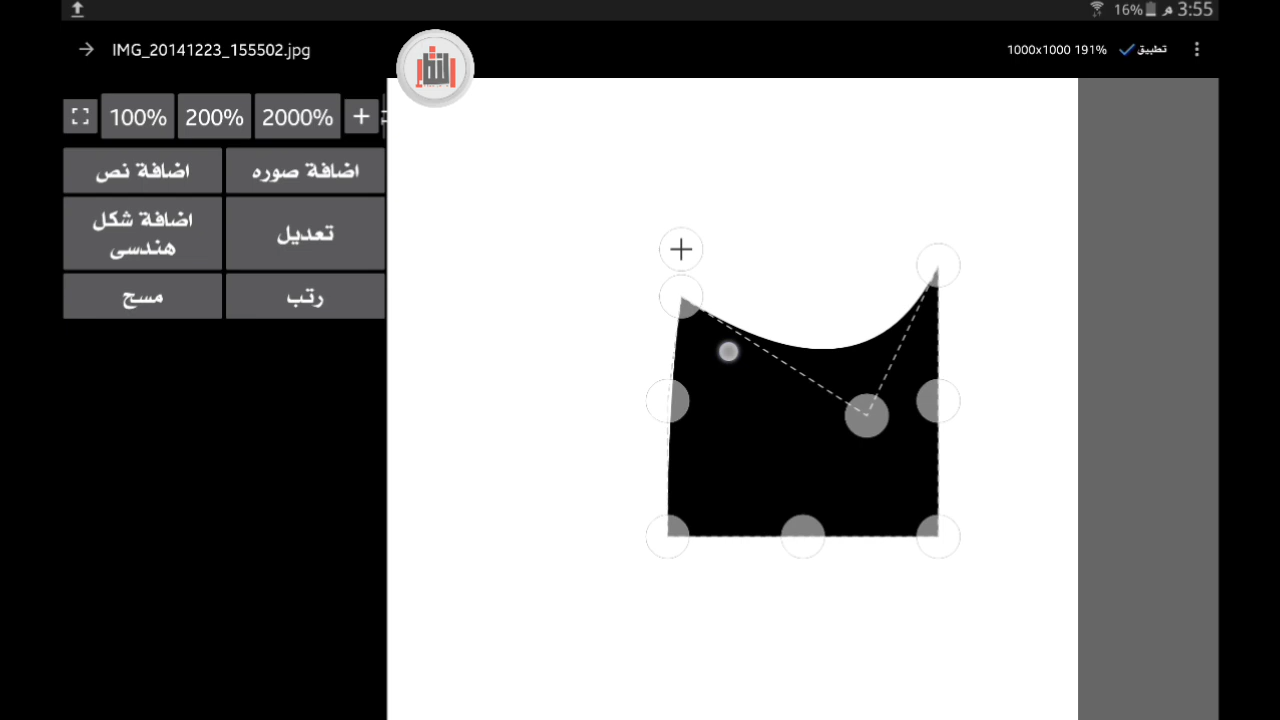 16% م 3:55
IMG_20141223_155502.jpg
1000x1000 191% تطبيق
100% 200% 2000% +
اضافة نص
اضافة صوره
اضافة شكل
هندسى
تعديل
مسح
رتب